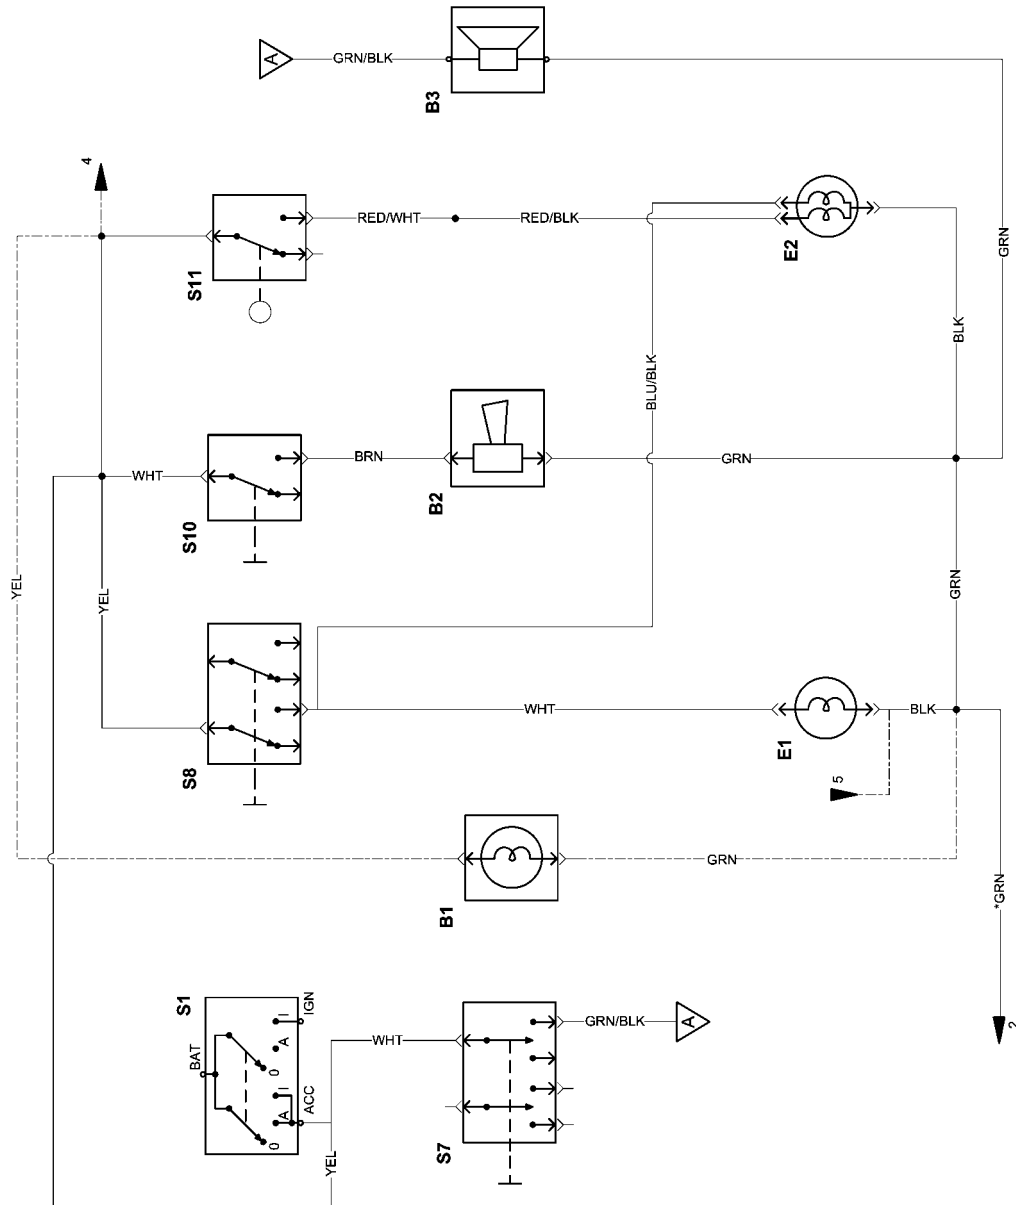 A
GRN/BLK
B3
4
S11
RED/WHT
RED/BLK
E2
GRN
BLK
BLU/BLK
WHT
S10
BRN
B2
GRN
YEL
YEL
GRN
S8
WHT
E1
BLK
5
B1
GRN
*GRN
2
S1
BAT
IGN
I
A
0
I
A
0
ACC
WHT
S7
GRN/BLK
A
YEL